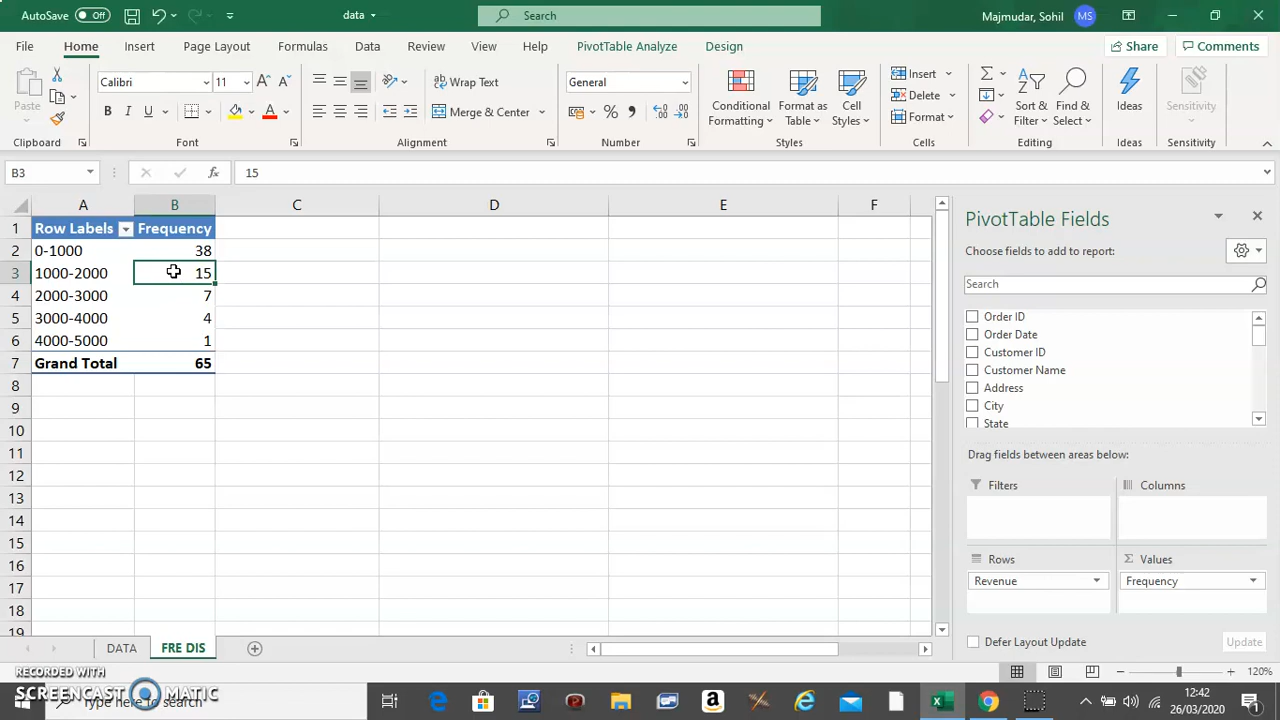 AutoSave Off data Search Majmudar, Sohil MS
File Home Insert Page Layout Formulas Data Review View Help PivotTable Analyze Design Share Comments
Paste Calibri 11 Wrap Text General Conditional Formatting Format as Table Cell Styles Insert Sort & Filter Find & Select Ideas Sensitivity
B I U A Merge & Center % Delete
Format
Clipboard Font Alignment Number Styles Cells Editing Ideas Sensitivity
B3 fx 15
A B C D E F
1 Row Labels Frequency
2 0-1000 38
3 1000-2000 15
4 2000-3000 7
5 3000-4000 4
6 4000-5000 1
7 Grand Total 65
8
9
10
11
12
13
14
15
16
17
18
19
PivotTable Fields
Choose fields to add to report:
Search
Order ID
Order Date
Customer ID
Customer Name
Address
City
State
Drag fields between areas below:
Filters Columns
Rows Σ Values
Revenue Frequency
Defer Layout Update Update
DATA FRE DIS
120%
RECORDED WITH
SCREENCAST MATIC
Type here to search
12:42
26/03/2020